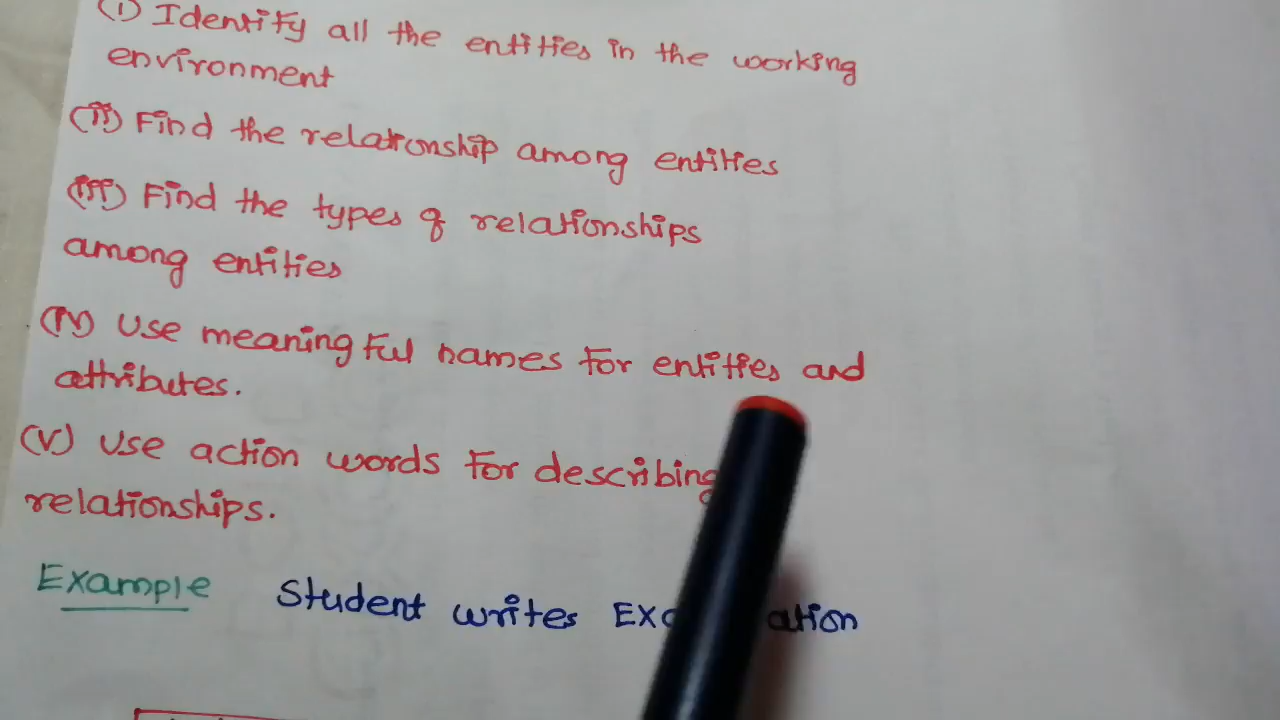 (i) Identify all the entities in the working
environment
(ii) Find the relationship among entities
(iii) Find the types of relationships
among entities
(iv) Use meaningful names for entities and
attributes.
(v) Use action words for describing
relationships.
Example Student writes